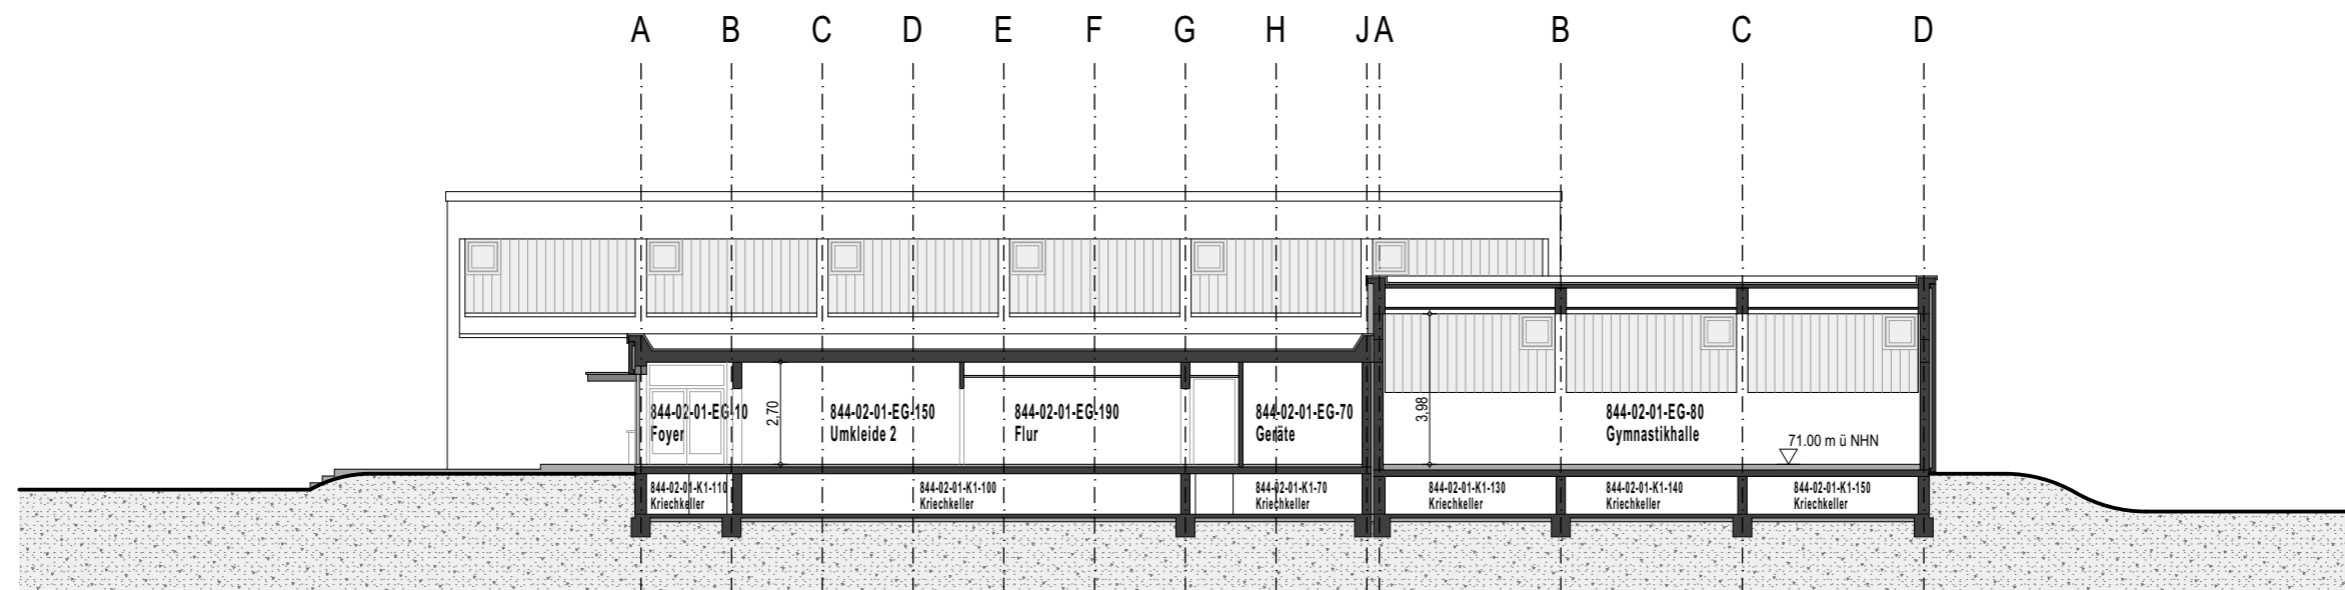 A B C D E F G H J A B C D
844-02-01-EG-10
Foyer
2,70
844-02-01-EG-150
Umkleide 2
844-02-01-EG-190
Flur
844-02-01-EG-70
Geräte
3,98
844-02-01-EG-80
Gymnastikhalle
71.00 m ü NHN
844-02-01-K1-110
Kriechkeller
844-02-01-K1-100
Kriechkeller
844-02-01-K1-70
Kriechkeller
844-02-01-K1-130
Kriechkeller
844-02-01-K1-140
Kriechkeller
844-02-01-K1-150
Kriechkeller